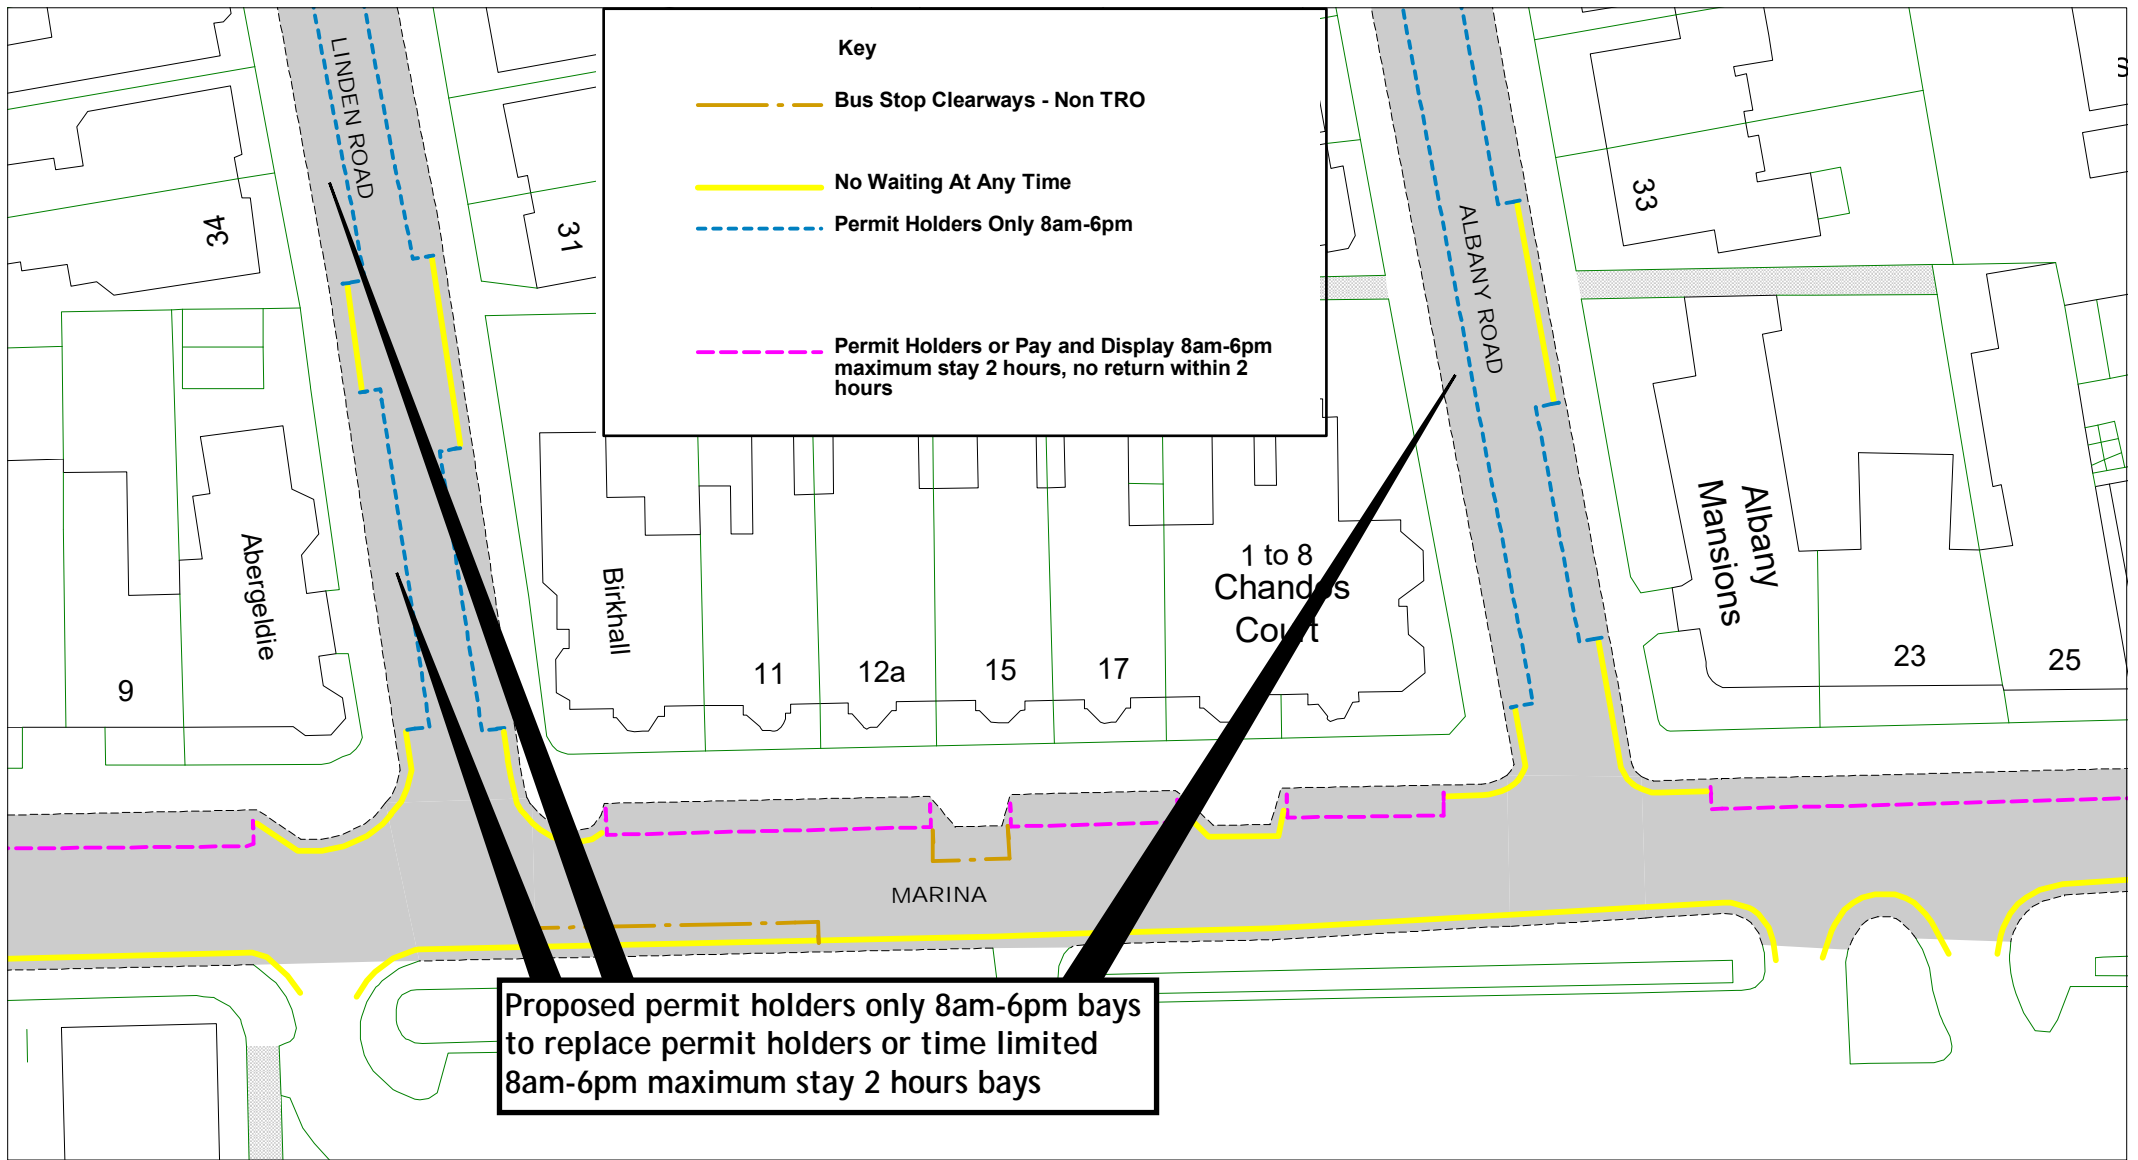 Key
Bus Stop Clearways - Non TRO
No Waiting At Any Time
Permit Holders Only 8am-6pm
Permit Holders or Pay and Display 8am-6pm
maximum stay 2 hours, no return within 2
hours
LINDEN ROAD
ALBANY ROAD
34
31
33
S
Abergeldie
Birkhall
1 to 8
Chandos
Court
Albany
Mansions
9
11
12a
15
17
23
25
MARINA
Proposed permit holders only 8am-6pm bays
to replace permit holders or time limited
8am-6pm maximum stay 2 hours bays